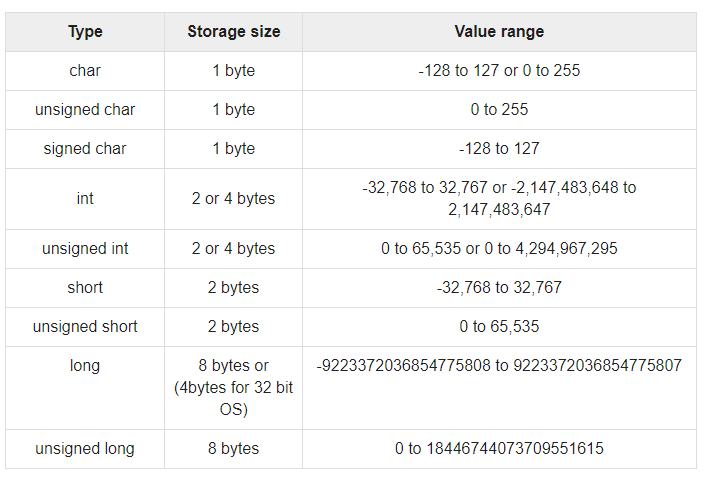 Type Storage size Value range
char 1 byte -128 to 127 or 0 to 255
unsigned char 1 byte 0 to 255
signed char 1 byte -128 to 127
int 2 or 4 bytes -32,768 to 32,767 or -2,147,483,648 to
2,147,483,647
unsigned int 2 or 4 bytes 0 to 65,535 or 0 to 4,294,967,295
short 2 bytes -32,768 to 32,767
unsigned short 2 bytes 0 to 65,535
long 8 bytes or -9223372036854775808 to 9223372036854775807
(4bytes for 32 bit
OS)
unsigned long 8 bytes 0 to 18446744073709551615